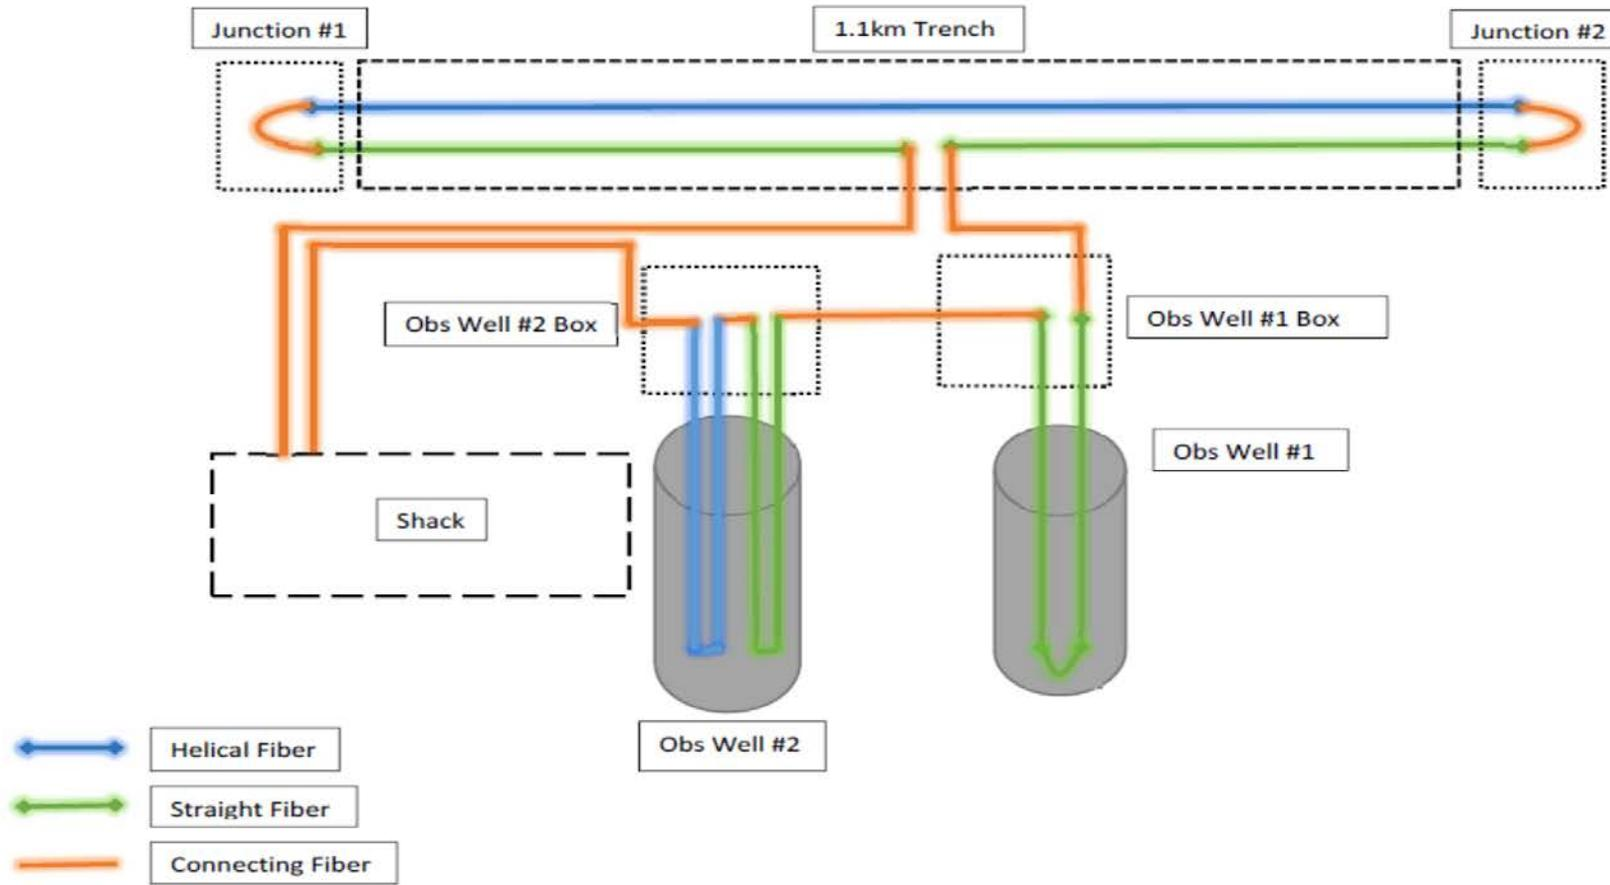 Junction #1
1.1km Trench
Junction #2
Obs Well #2 Box
Obs Well #1 Box
Obs Well #1
Shack
Obs Well #2
Helical Fiber
Straight Fiber
Connecting Fiber